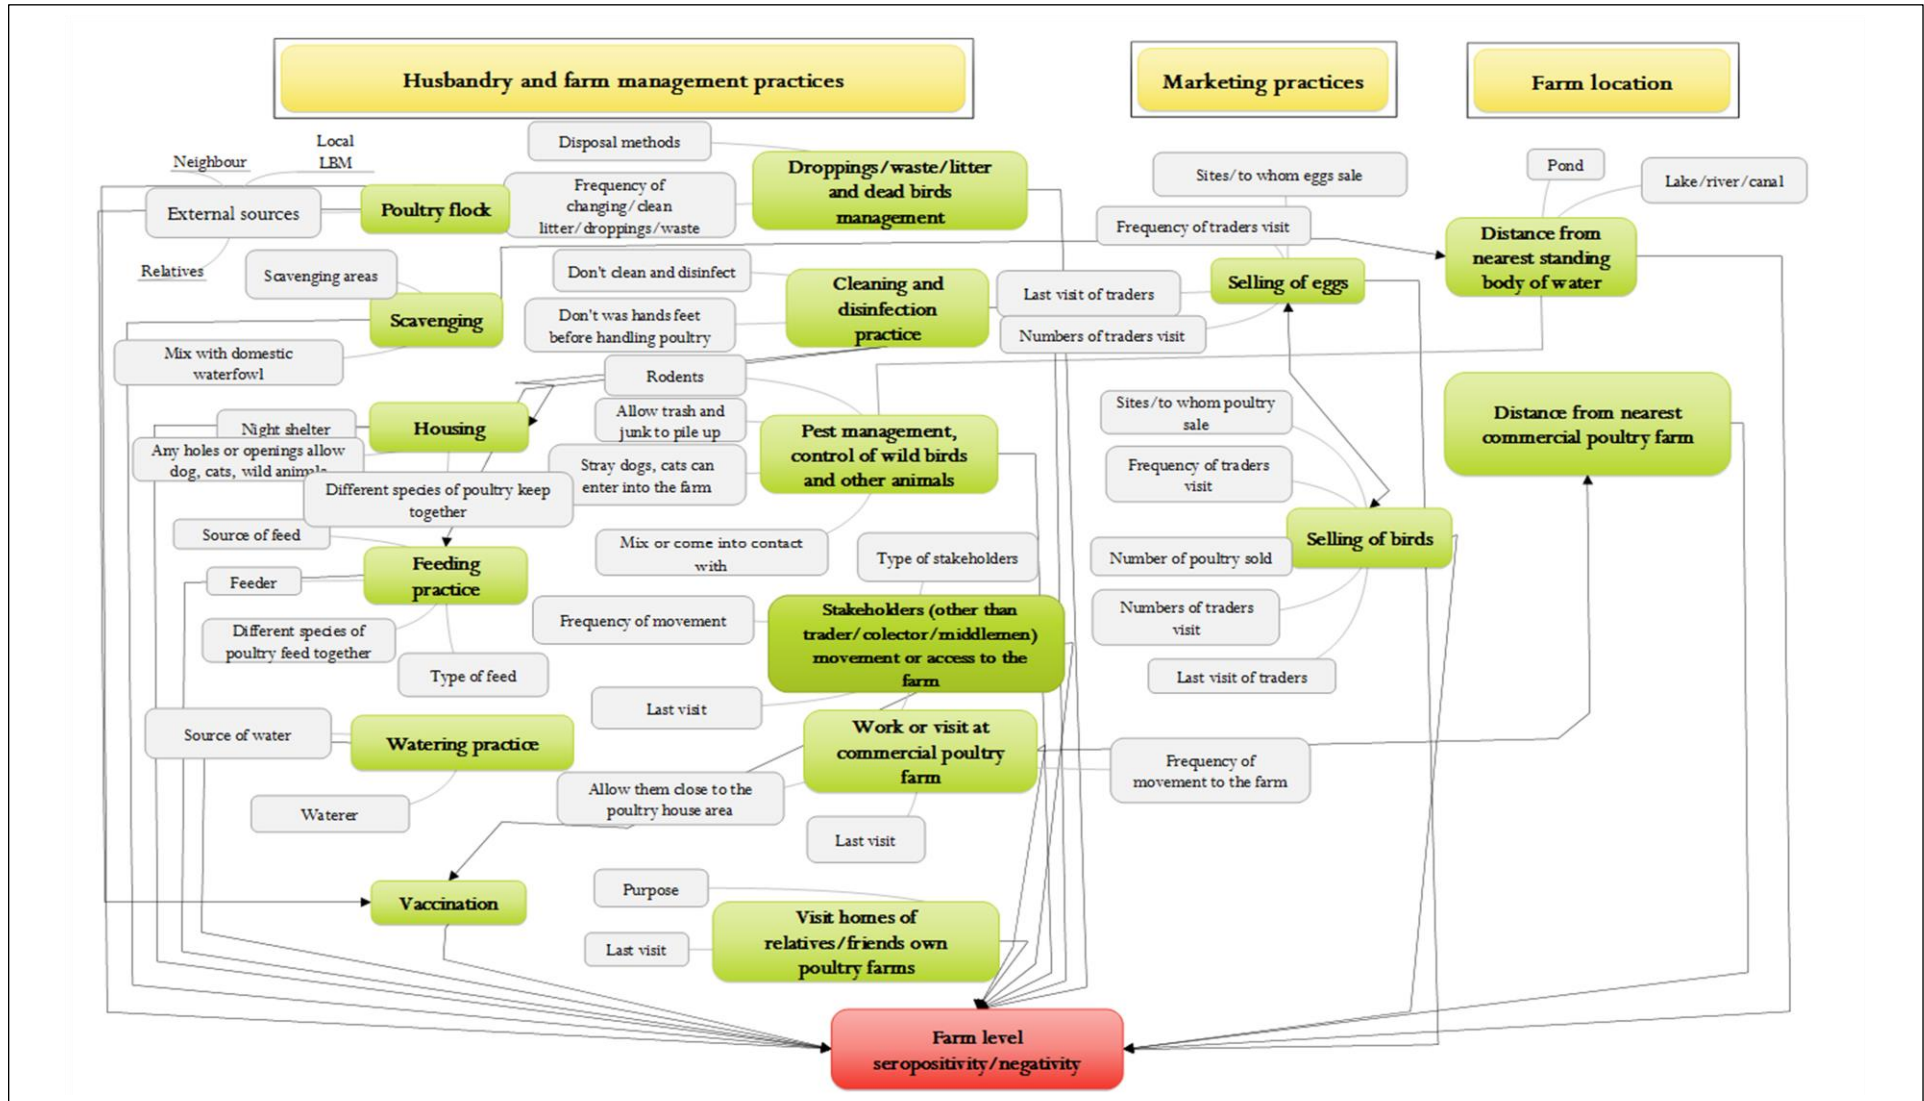 Husbandry and farm management practices
Marketing practices
Farm location
Neighbour
Local
LBM
External sources
Relatives
Poultry flock
Disposal methods
Frequency of
changing/clean
litter/droppings/waste
Droppings/waste/litter
and dead birds
management
Scavenging areas
Scavenging
Mix with domestic
waterfowl
Don't clean and disinfect
Don't was hands feet
before handling poultry
Cleaning and
disinfection
practice
Night shelter
Any holes or openings allow
dog, cats, wild animals
Housing
Different species of poultry keep
together
Rodents
Allow trash and
junk to pile up
Stray dogs, cats can
enter into the farm
Mix or come into contact
with
Pest management,
control of wild birds
and other animals
Source of feed
Feeder
Different species of
poultry feed together
Type of feed
Feeding
practice
Type of stakeholders
Frequency of movement
Last visit
Stakeholders (other than
trader/colector/middlemen)
movement or access to the
farm
Source of water
Waterer
Watering practice
Work or visit at
commercial poultry
farm
Allow them close to the
poultry house area
Last visit
Frequency of
movement to the farm
Vaccination
Purpose
Last visit
Visit homes of
relatives/friends own
poultry farms
Sites/to whom eggs sale
Frequency of traders visit
Last visit of traders
Numbers of traders visit
Selling of eggs
Sites/to whom poultry
sale
Frequency of traders
visit
Number of poultry sold
Numbers of traders
visit
Last visit of traders
Selling of birds
Pond
Lake/river/canal
Distance from
nearest standing
body of water
Distance from nearest
commercial poultry farm
Farm level
seropositivity/negativity